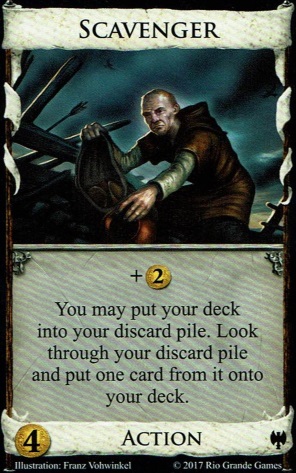 SCAVENGER
+ 2
You may put your deck
into your discard pile. Look
through your discard pile
and put one card from it onto
your deck.
4
ACTION
Illustration: Franz Vohwinkel
© 2017 Rio Grande Games